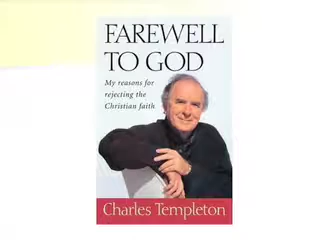 FAREWELL
TO GOD
My reasons for
rejecting the
Christian faith
Charles Templeton